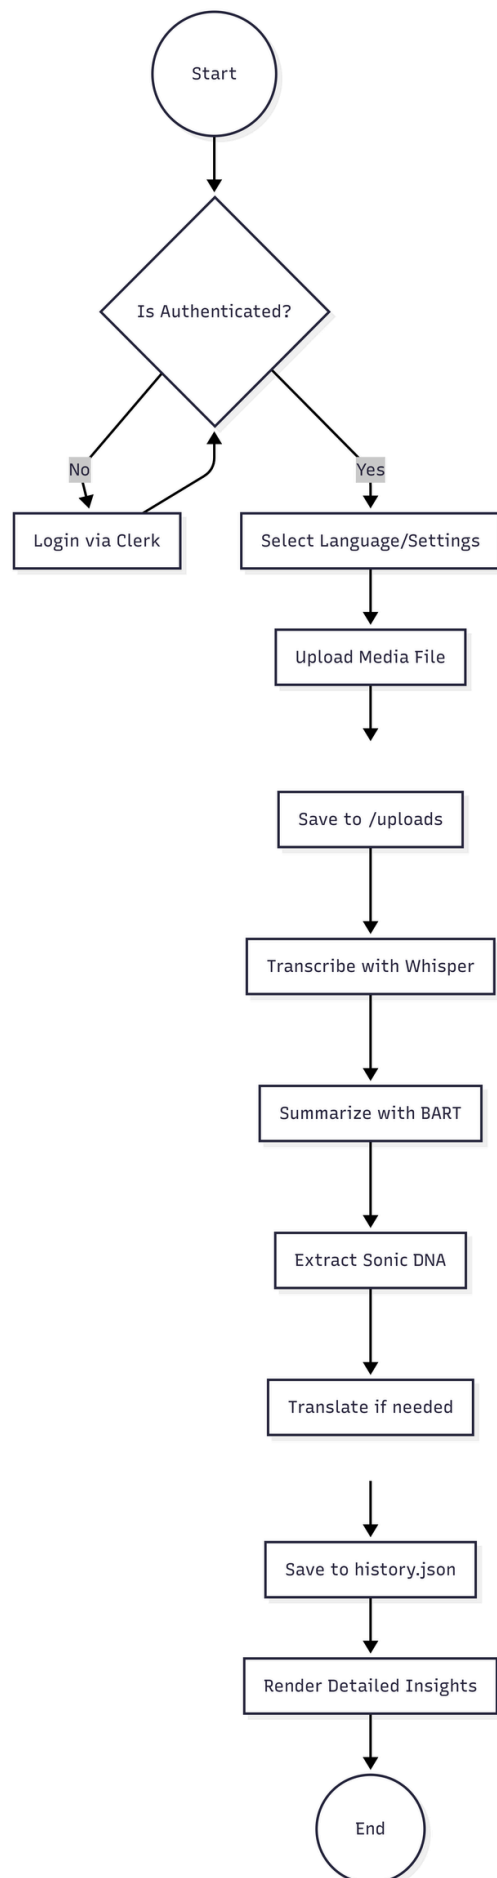 Start
Is Authenticated?
No
Yes
Login via Clerk
Select Language/Settings
Upload Media File
Save to /uploads
Transcribe with Whisper
Summarize with BART
Extract Sonic DNA
Translate if needed
Save to history.json
Render Detailed Insights
End